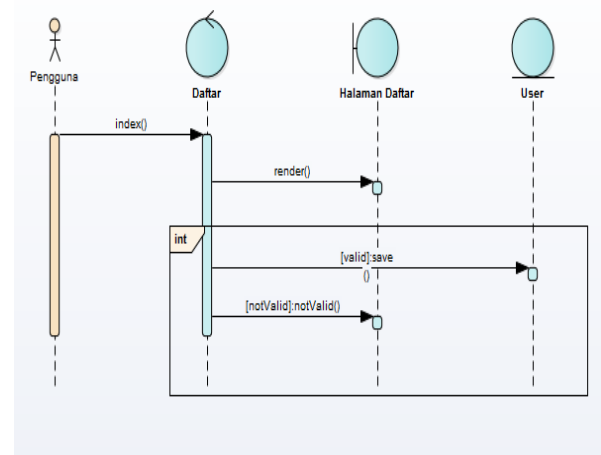 Pengguna
Daftar
Halaman Daftar
User
index()
render()
int
[valid]:save
()
[notValid]:notValid()